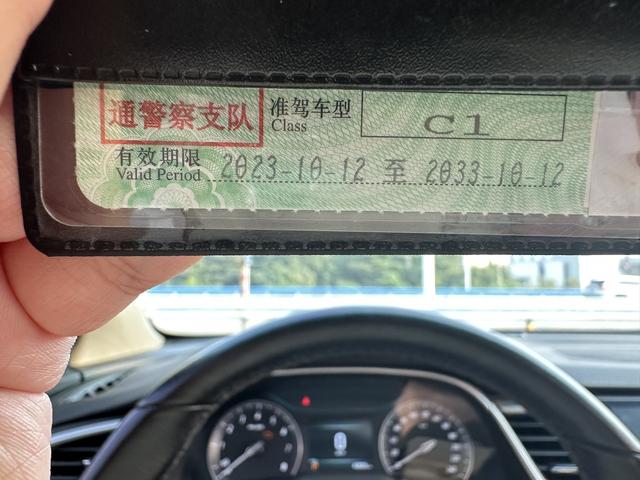 通警察支队
准驾车型
Class
C1
有效期限
Valid Period
2023-10-12 至 2033-10-12